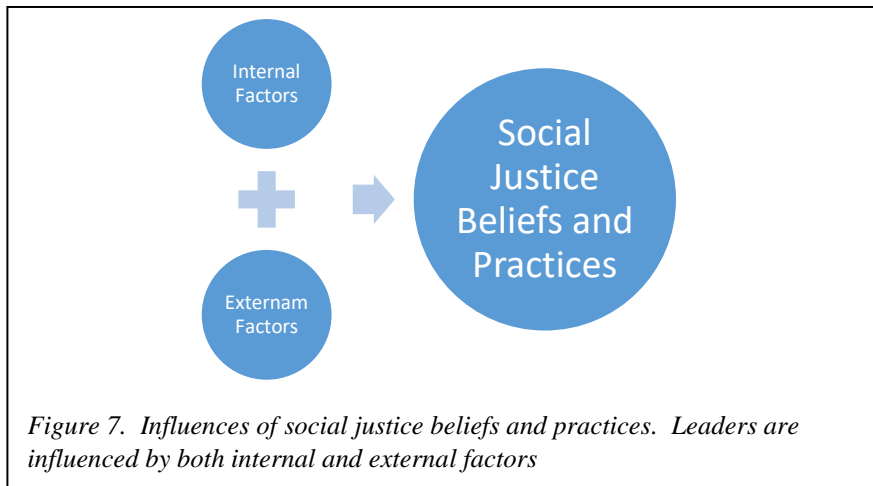 Internal
Factors
Externam
Factors
Social
Justice
Beliefs and
Practices
Figure 7.  Influences of social justice beliefs and practices.  Leaders are
influenced by both internal and external factors